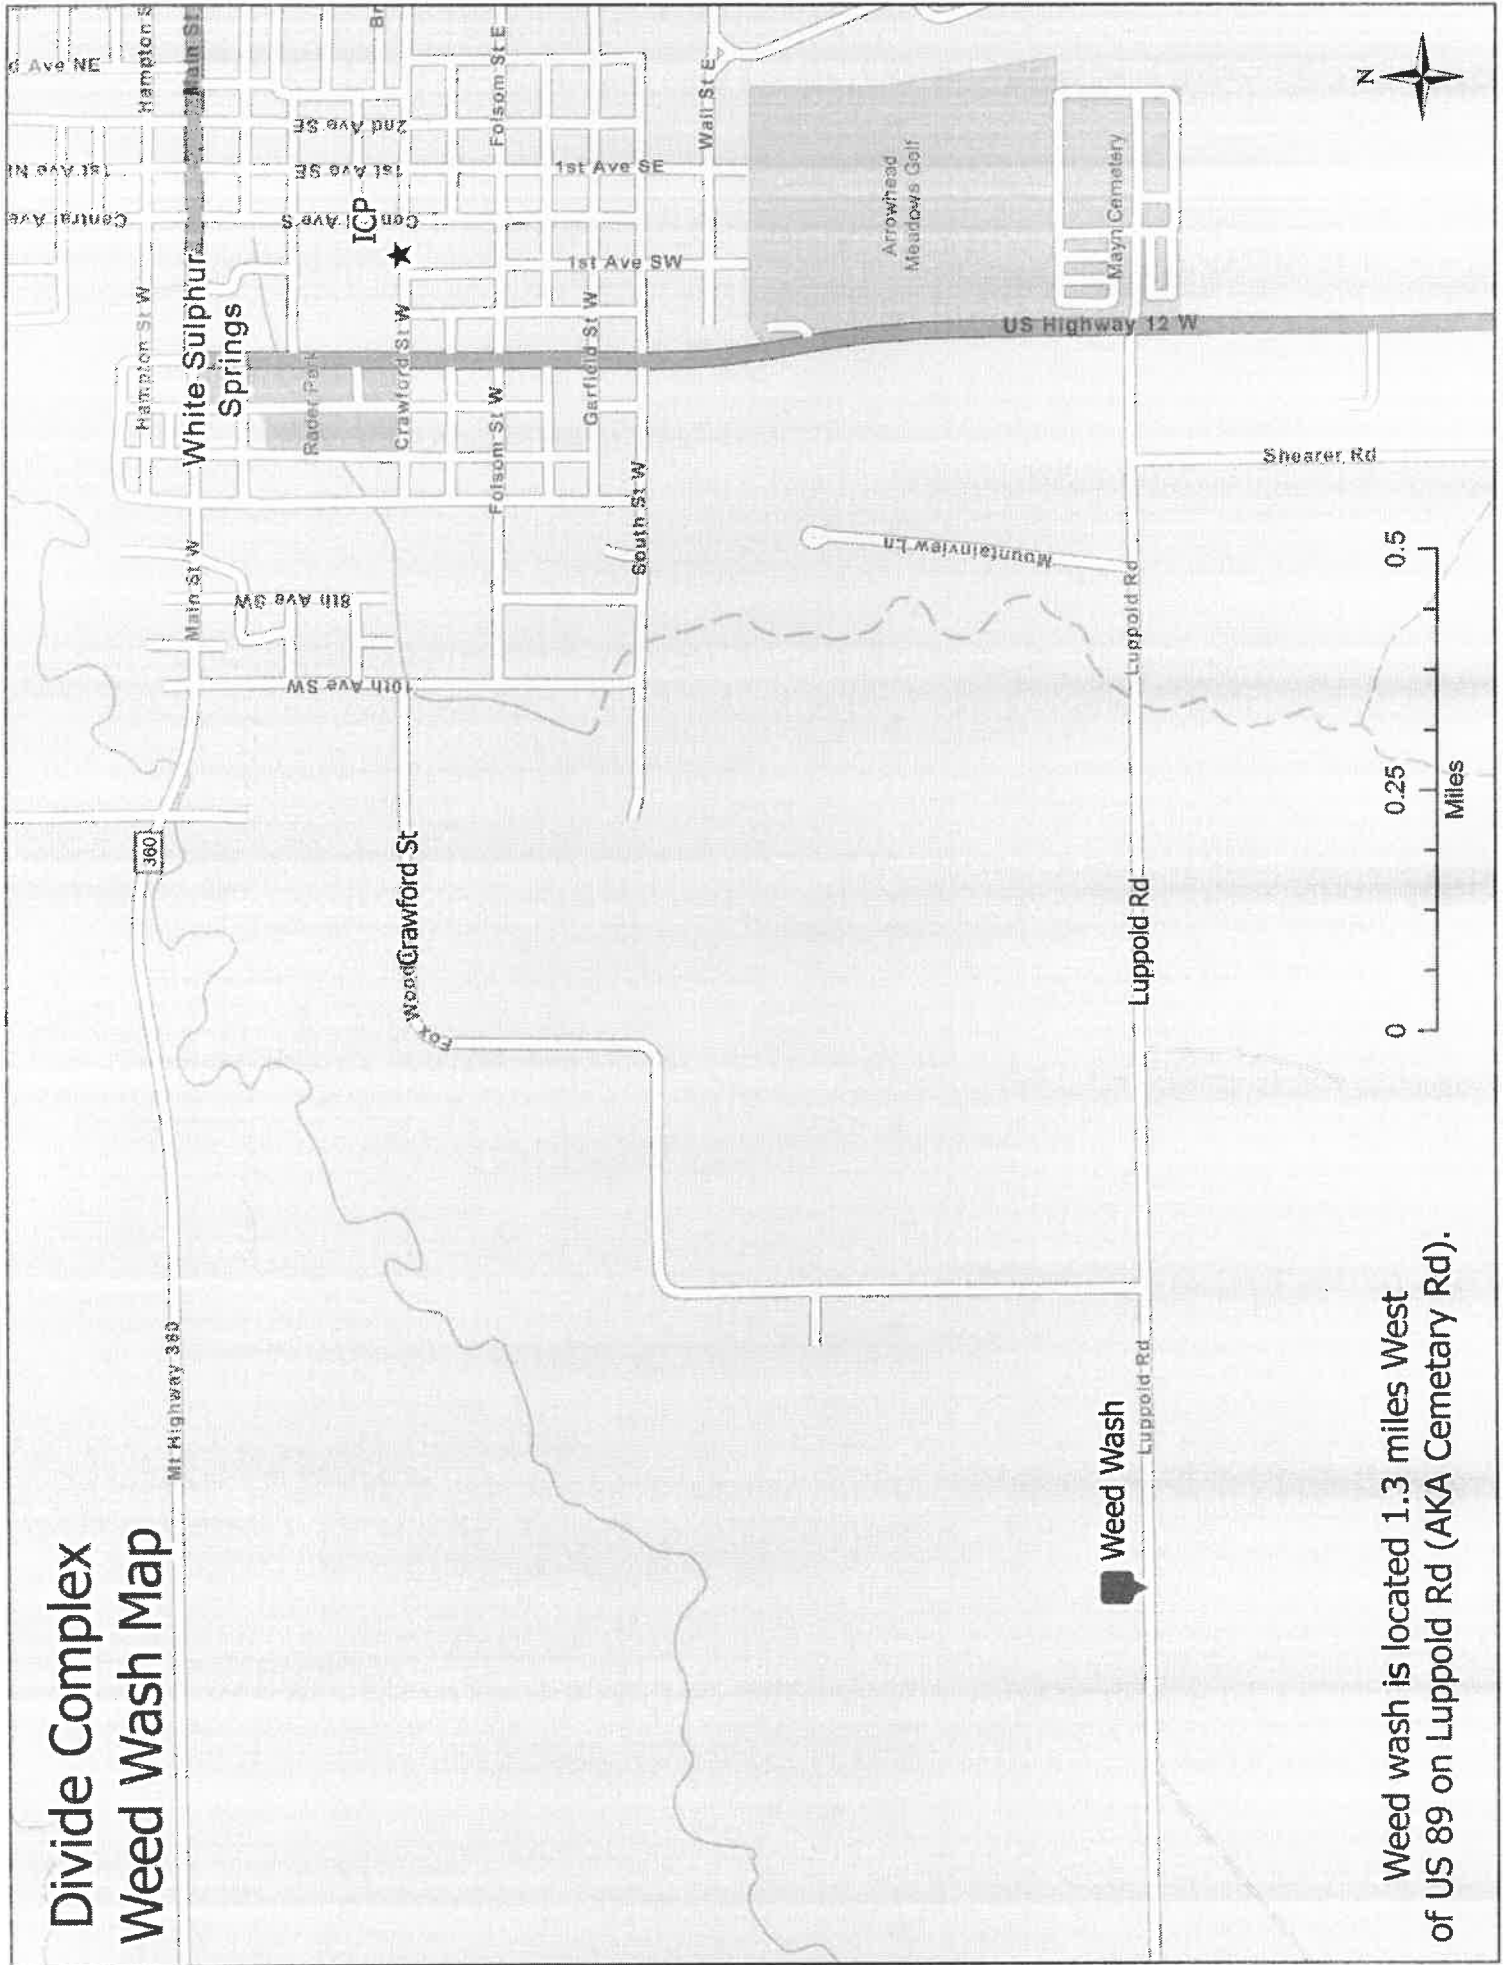 Divide Complex
Weed Wash Map
d Ave NE
1st Ave NE
Central Ave
Hampton S
Hampton St W
Main St
White Sulphur
Springs
Main St W
360
Mt Highway 360
2nd Ave SE
1st Ave SE
ICP
Rader Park
8th Ave SW
10th Ave SW
Br
Crawford St W
Crawford St
Wood
Fox
Folsom St E
Folsom St W
1st Ave SE
1st Ave SW
Garfield St W
South St W
Wall St E
Arrowhead
Meadows Golf
Mayn Cemetery
US Highway 12 W
Shearer Rd
Mountainview Ln
Luppold Rd
Luppold Rd
Luppold Rd
Weed Wash
N
0 0.25 0.5
Miles
Weed wash is located 1.3 miles West
of US 89 on Luppold Rd (AKA Cemetary Rd).